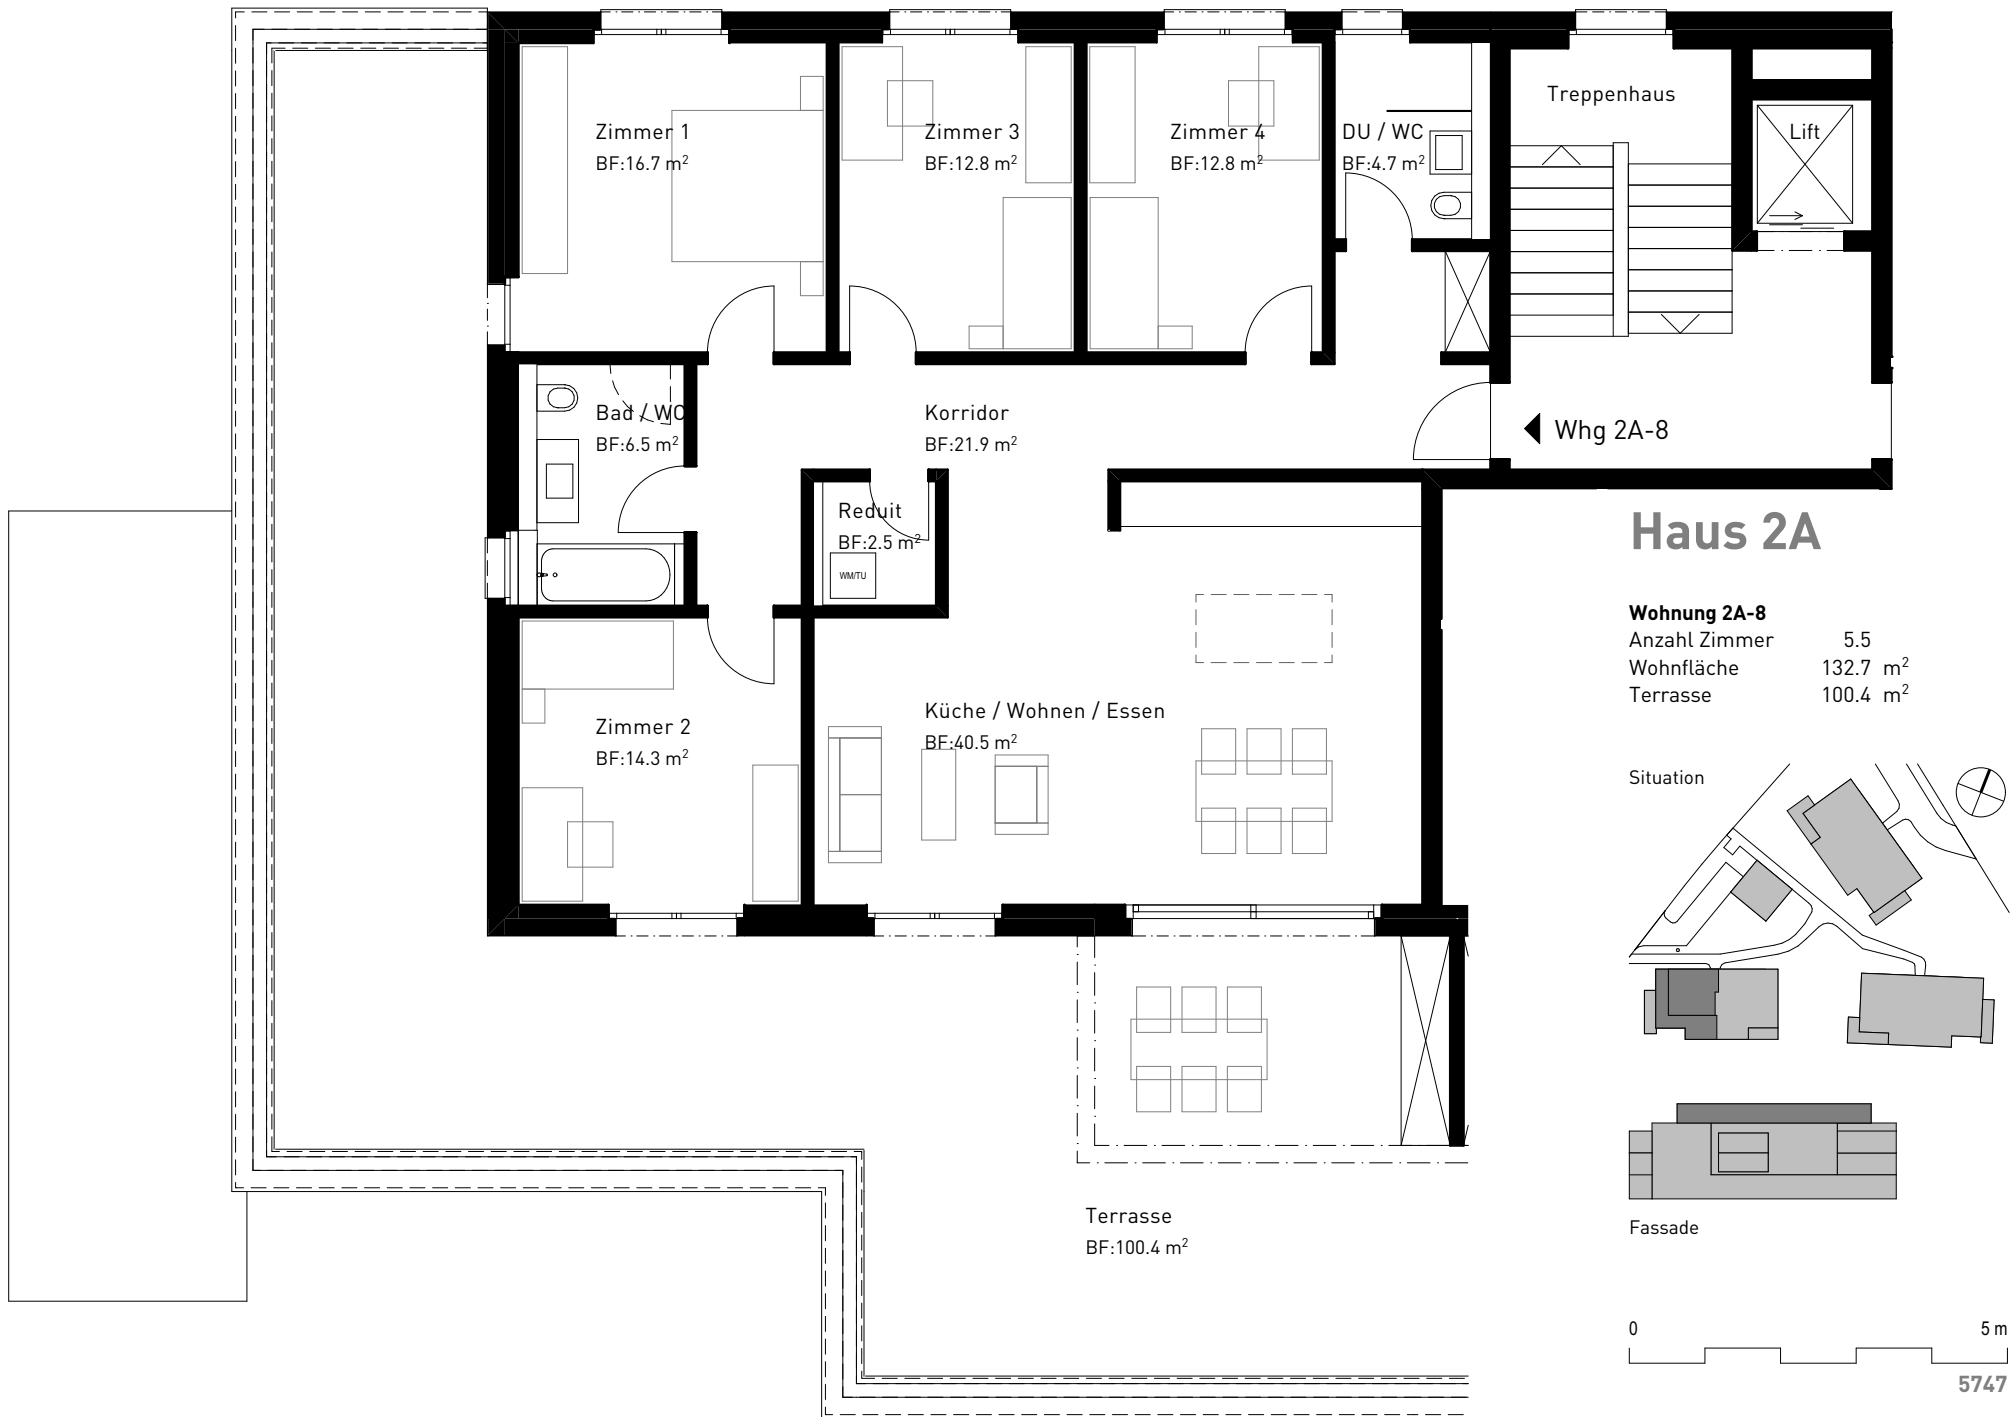 Treppenhaus
Lift
Zimmer 1
BF:16.7 m²
Zimmer 3
BF:12.8 m²
Zimmer 4
BF:12.8 m²
DU / WC
BF:4.7 m²
Bad / WC
BF:6.5 m²
Korridor
BF:21.9 m²
Whg 2A-8
Reduit
BF:2.5 m²
WM/TU
Haus 2A
Wohnung 2A-8
Anzahl Zimmer 5.5
Wohnfläche 132.7 m²
Terrasse 100.4 m²
Zimmer 2
BF:14.3 m²
Küche / Wohnen / Essen
BF:40.5 m²
Situation
Terrasse
BF:100.4 m²
Fassade
0 5 m
5747